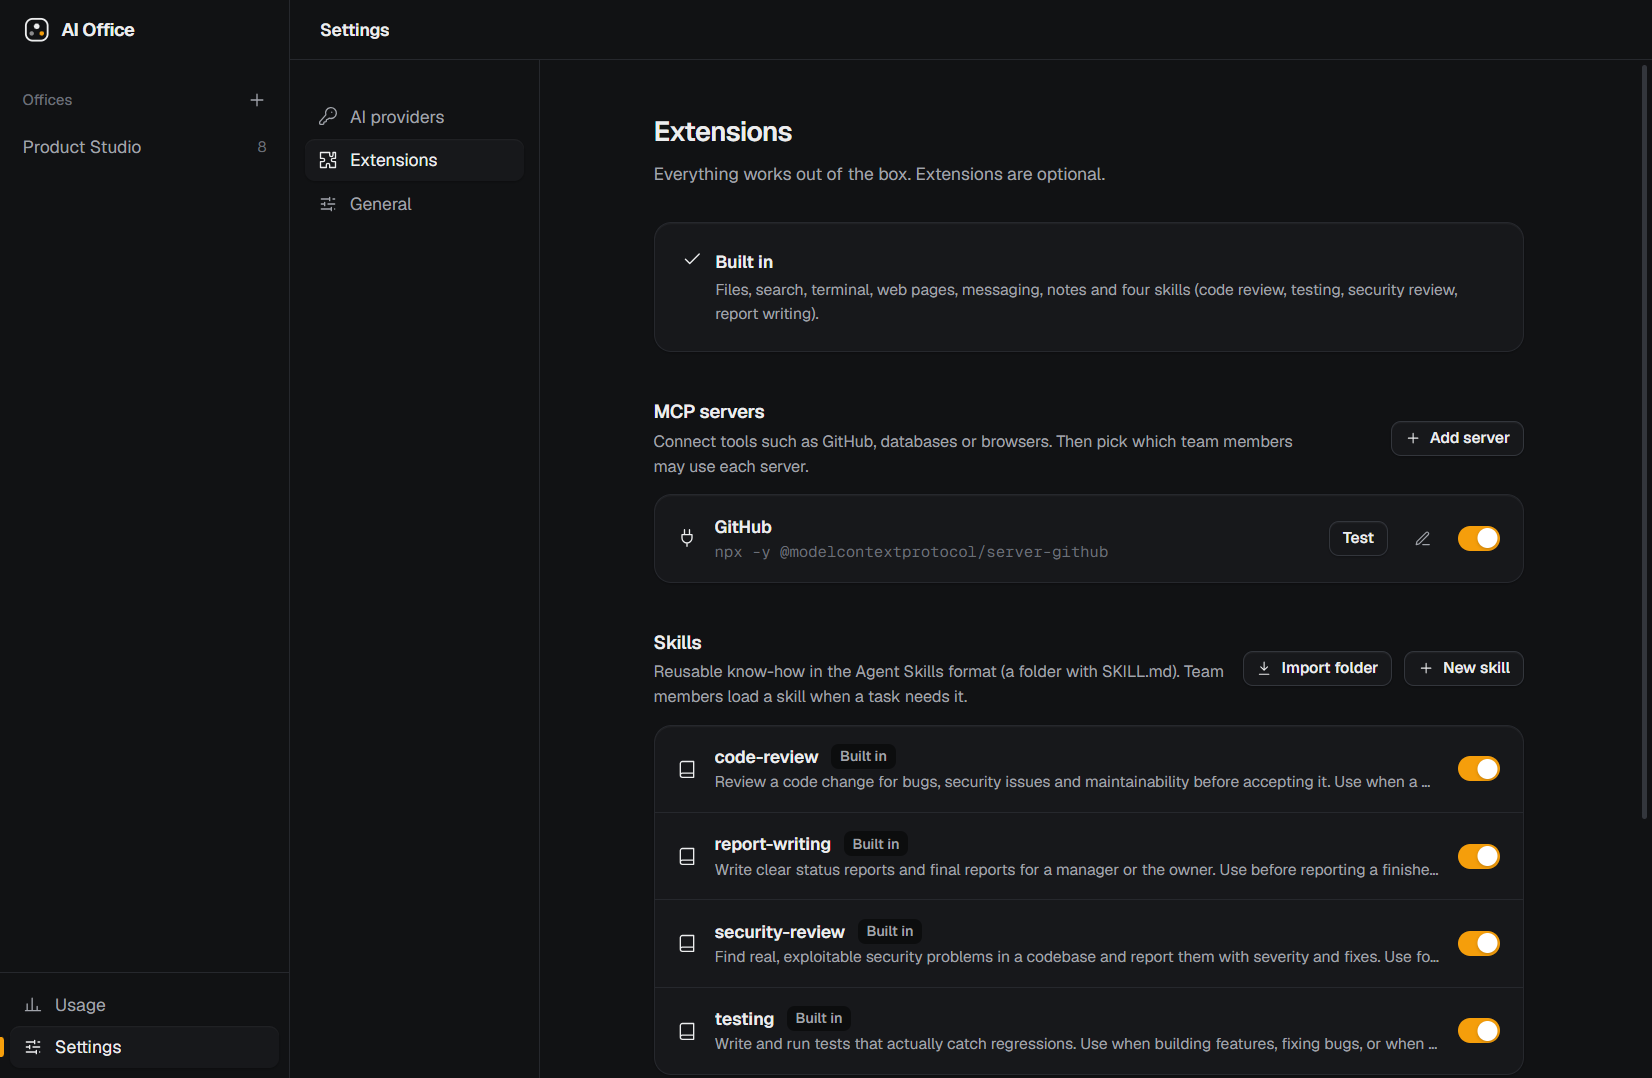 AI Office
Settings
Offices
Product Studio 8
AI providers
Extensions
General
Extensions
Everything works out of the box. Extensions are optional.
Built in
Files, search, terminal, web pages, messaging, notes and four skills (code review, testing, security review,
report writing).
MCP servers
Connect tools such as GitHub, databases or browsers. Then pick which team members
may use each server.
Add server
GitHub
npx -y @modelcontextprotocol/server-github
Test
Skills
Reusable know-how in the Agent Skills format (a folder with SKILL.md). Team
members load a skill when a task needs it.
Import folder
New skill
code-review Built in
Review a code change for bugs, security issues and maintainability before accepting it. Use when a ...
report-writing Built in
Write clear status reports and final reports for a manager or the owner. Use before reporting a finishe...
security-review Built in
Find real, exploitable security problems in a codebase and report them with severity and fixes. Use fo...
testing Built in
Write and run tests that actually catch regressions. Use when building features, fixing bugs, or when ...
Usage
Settings